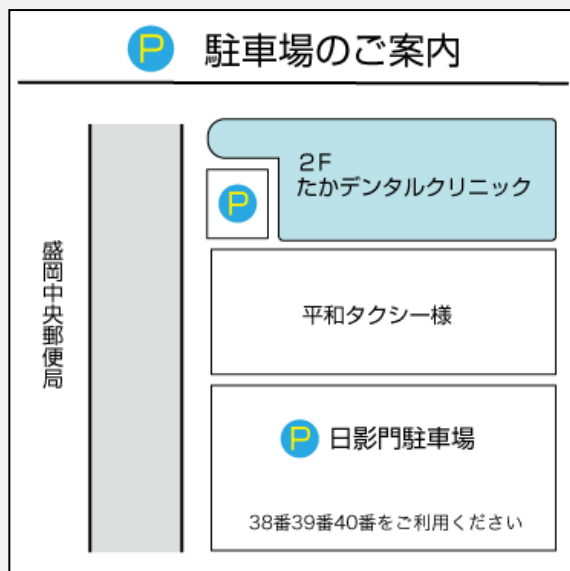 P 駐車場のご案内
2F
たかデンタルクリニック
P
盛岡中央郵便局
平和タクシー様
P 日影門駐車場
38番39番40番をご利用ください